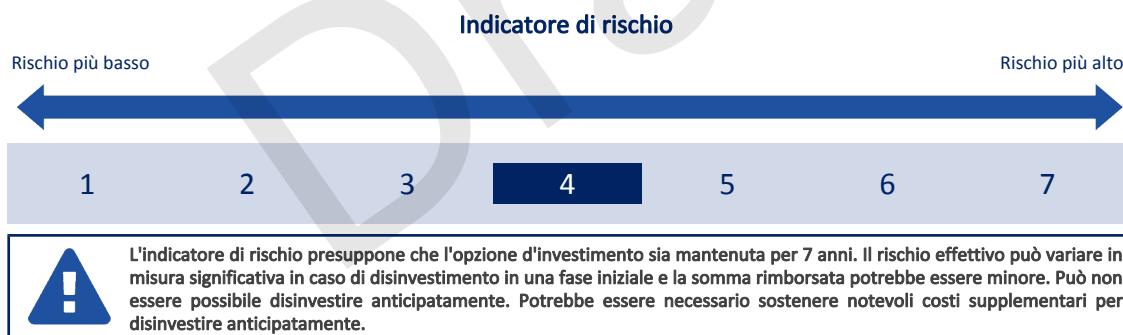 Indicatore di rischio
Rischio più basso
Rischio più alto
1 2 3 4 5 6 7
L'indicatore di rischio presuppone che l'opzione d'investimento sia mantenuta per 7 anni. Il rischio effettivo può variare in
misura significativa in caso di disinvestimento in una fase iniziale e la somma rimborsata potrebbe essere minore. Può non
essere possibile disinvestire anticipatamente. Potrebbe essere necessario sostenere notevoli costi supplementari per
disinvestire anticipatamente.